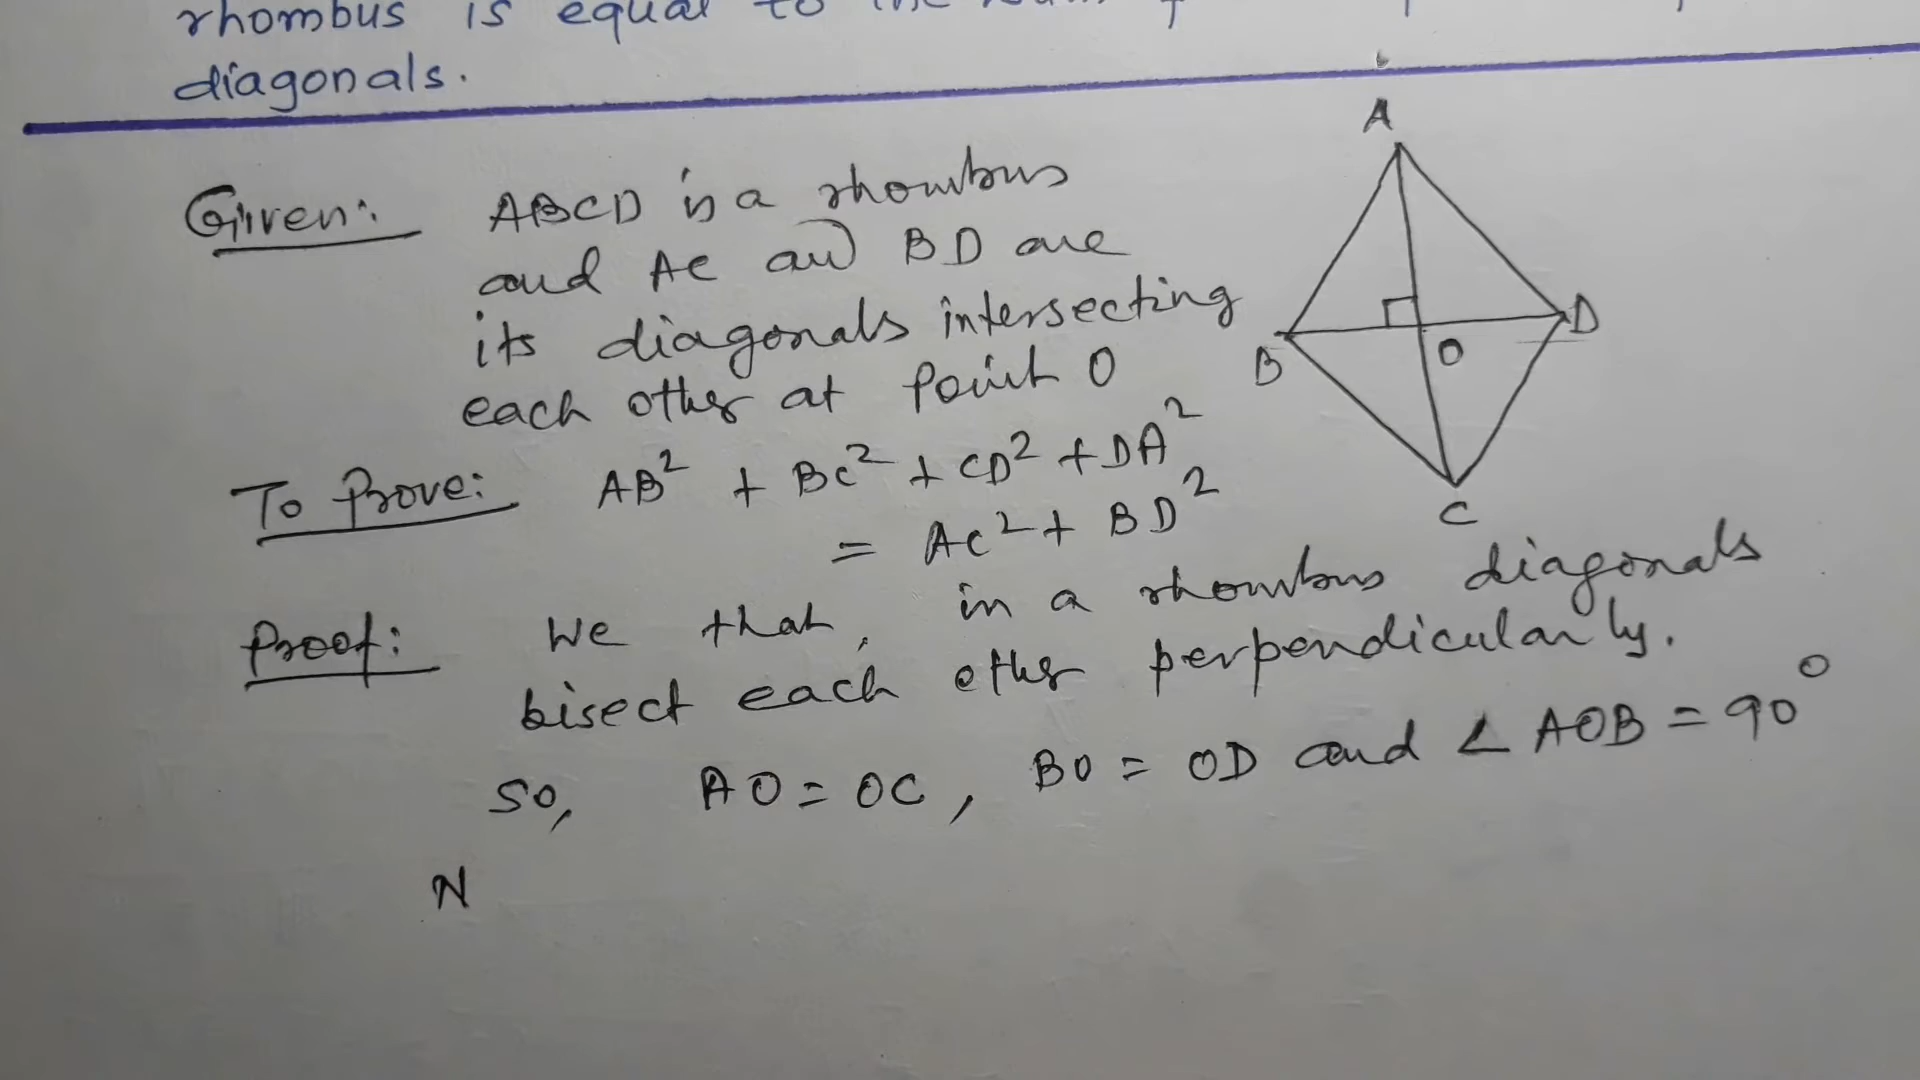 rhombus is equal to the
diagonals.
Given: ABCD is a rhombus
and AC and BD are
its diagonals intersecting
each other at Point O
To Prove: AB² + BC² + CD² + DA²
= AC² + BD²
Proof: We that, in a rhombus diagonals
bisect each other perpendicularly.
So, AO = OC, BO = OD and ∠AOB = 90°
N
A
B
D
O
C